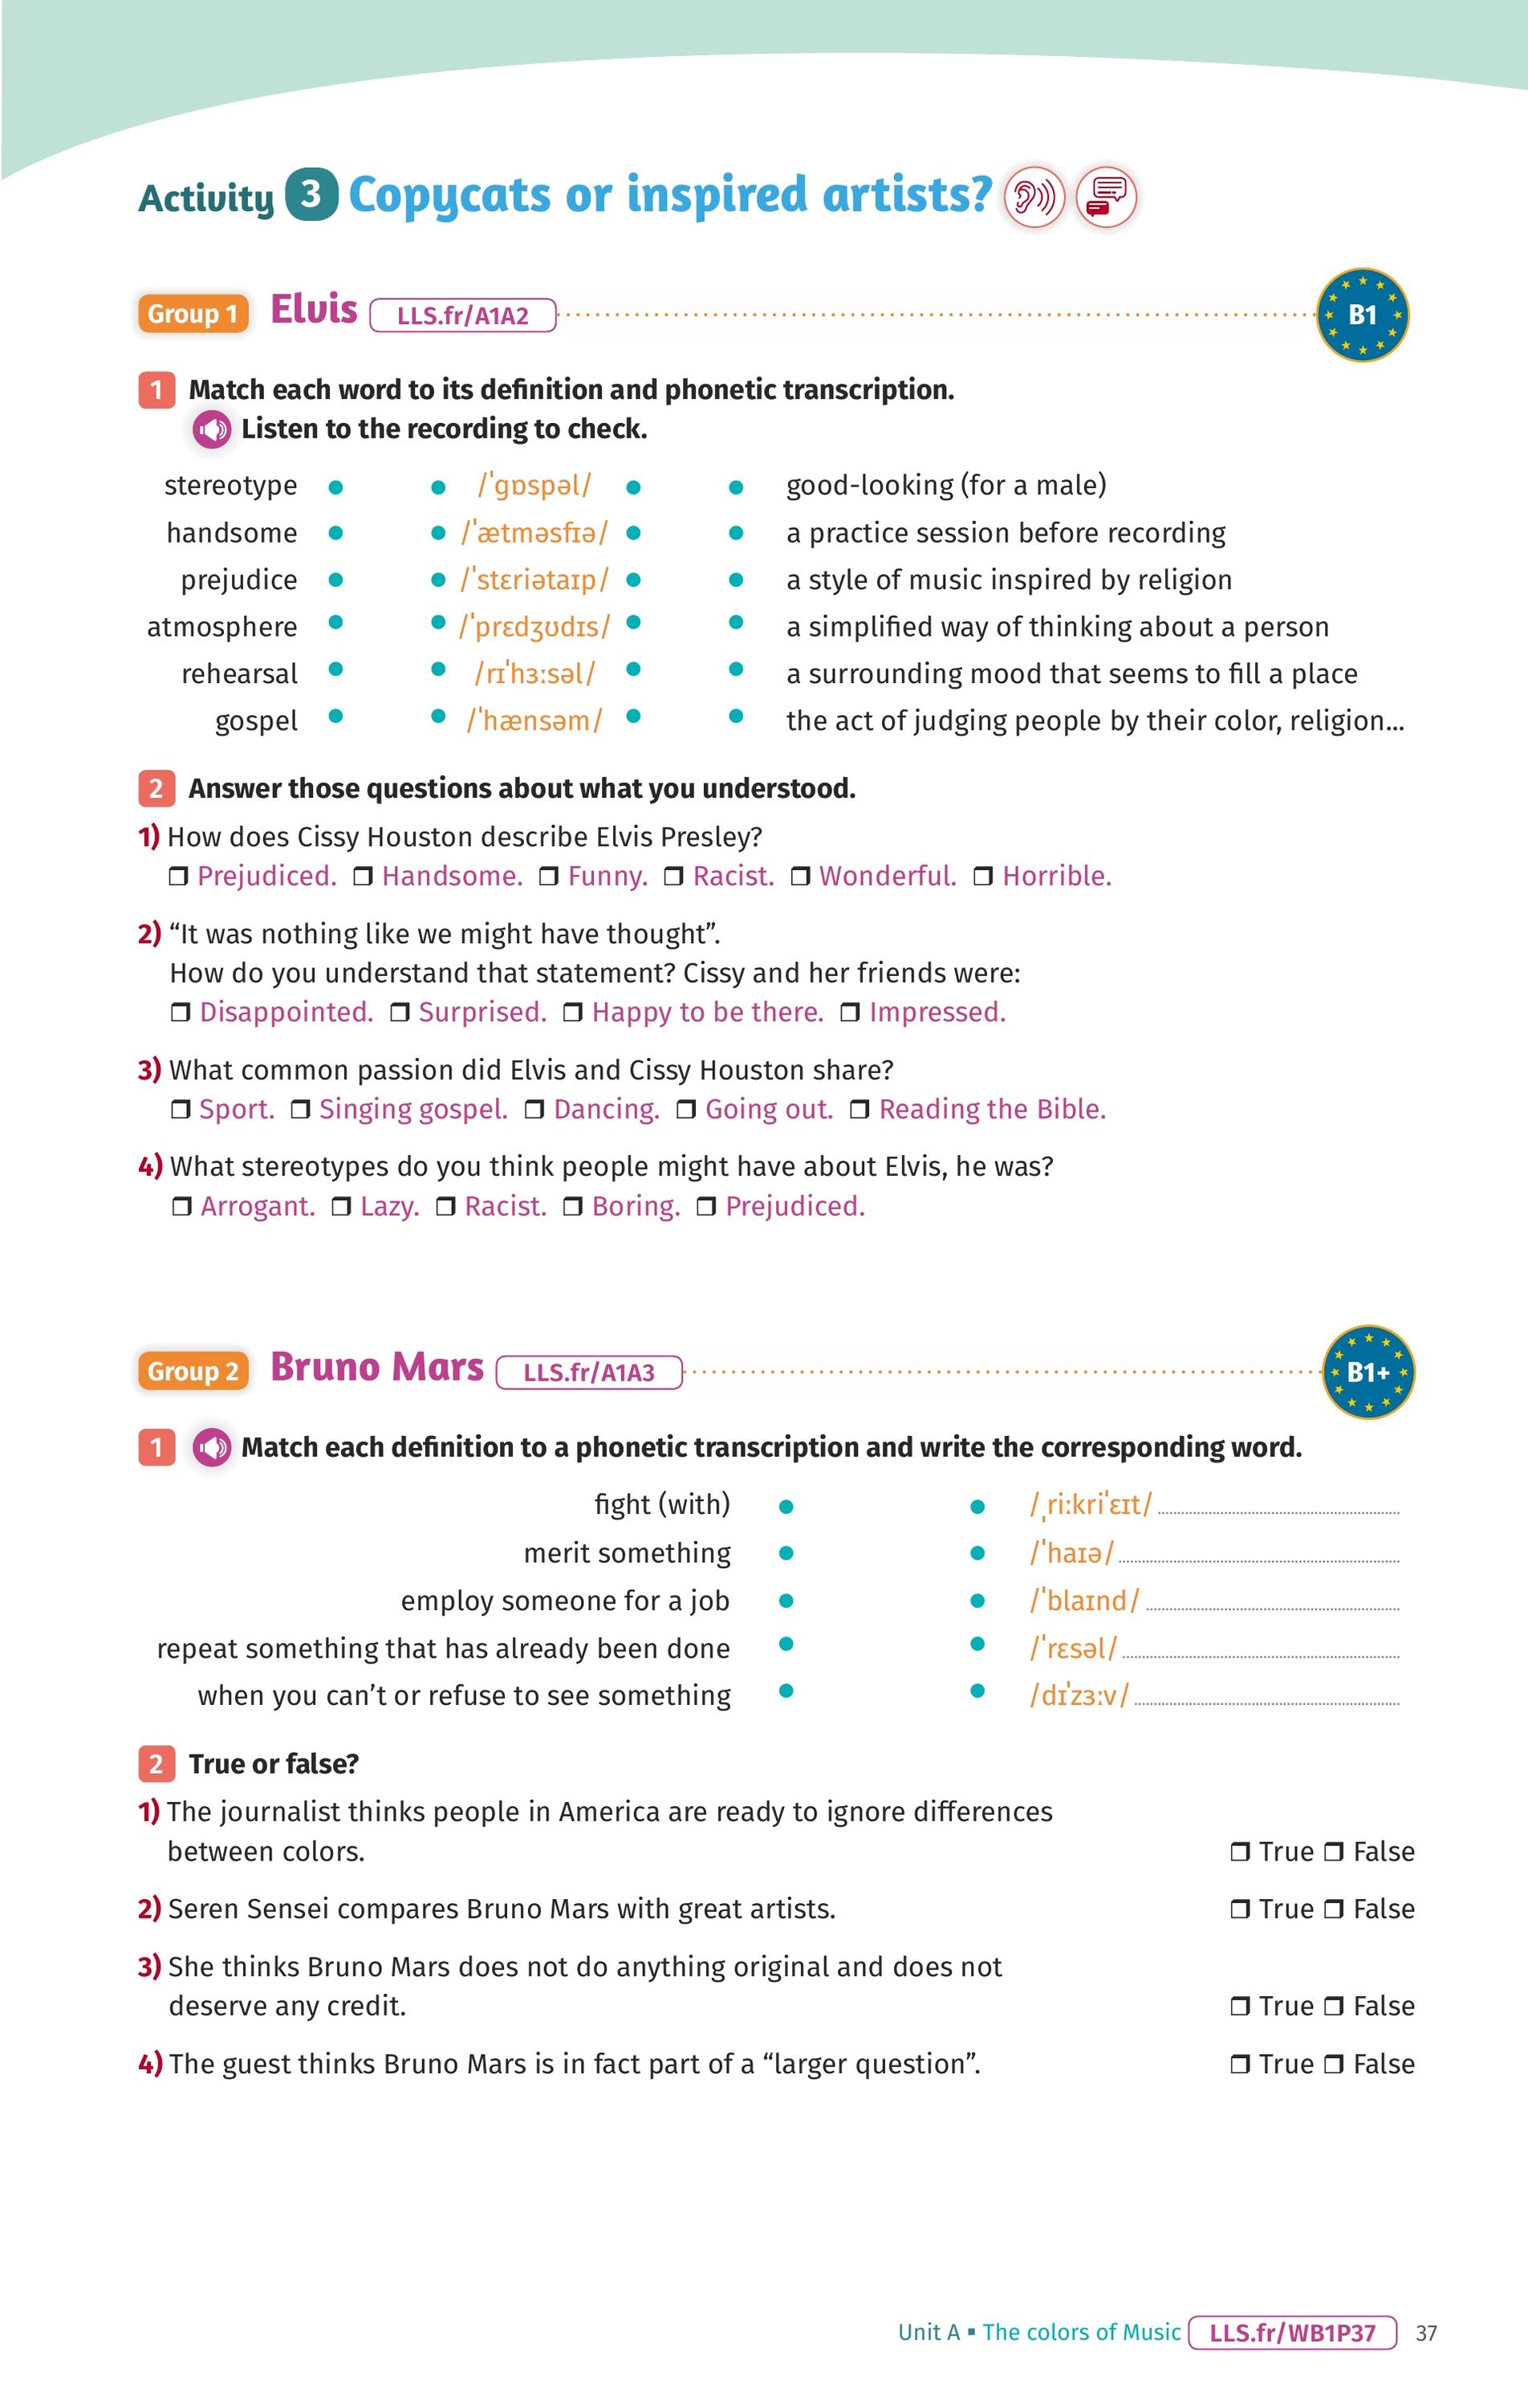 Activity 3 Copycats or inspired artists?
Group 1 Elvis LLS.fr/A1A2 B1
1 Match each word to its definition and phonetic transcription.
Listen to the recording to check.
stereotype /ˈɡɒspəl/ good-looking (for a male)
handsome /ˈætməsfɪə/ a practice session before recording
prejudice /ˈstɛriətaɪp/ a style of music inspired by religion
atmosphere /ˈprɛdʒʊdɪs/ a simplified way of thinking about a person
rehearsal /rɪˈhɜːsəl/ a surrounding mood that seems to fill a place
gospel /ˈhænsəm/ the act of judging people by their color, religion...
2 Answer those questions about what you understood.
1) How does Cissy Houston describe Elvis Presley?
❒ Prejudiced. ❒ Handsome. ❒ Funny. ❒ Racist. ❒ Wonderful. ❒ Horrible.
2) “It was nothing like we might have thought”.
How do you understand that statement? Cissy and her friends were:
❒ Disappointed. ❒ Surprised. ❒ Happy to be there. ❒ Impressed.
3) What common passion did Elvis and Cissy Houston share?
❒ Sport. ❒ Singing gospel. ❒ Dancing. ❒ Going out. ❒ Reading the Bible.
4) What stereotypes do you think people might have about Elvis, he was?
❒ Arrogant. ❒ Lazy. ❒ Racist. ❒ Boring. ❒ Prejudiced.
Group 2 Bruno Mars LLS.fr/A1A3 B1+
1 Match each definition to a phonetic transcription and write the corresponding word.
fight (with) /ˌriːkriˈɛɪt/
merit something /ˈhaɪə/
employ someone for a job /ˈblaɪnd/
repeat something that has already been done /ˈrɛsəl/
when you can’t or refuse to see something /dɪˈzɜːv/
2 True or false?
1) The journalist thinks people in America are ready to ignore differences
between colors. ❒ True ❒ False
2) Seren Sensei compares Bruno Mars with great artists. ❒ True ❒ False
3) She thinks Bruno Mars does not do anything original and does not
deserve any credit. ❒ True ❒ False
4) The guest thinks Bruno Mars is in fact part of a “larger question”. ❒ True ❒ False
Unit A ▪ The colors of Music LLS.fr/WB1P37 37